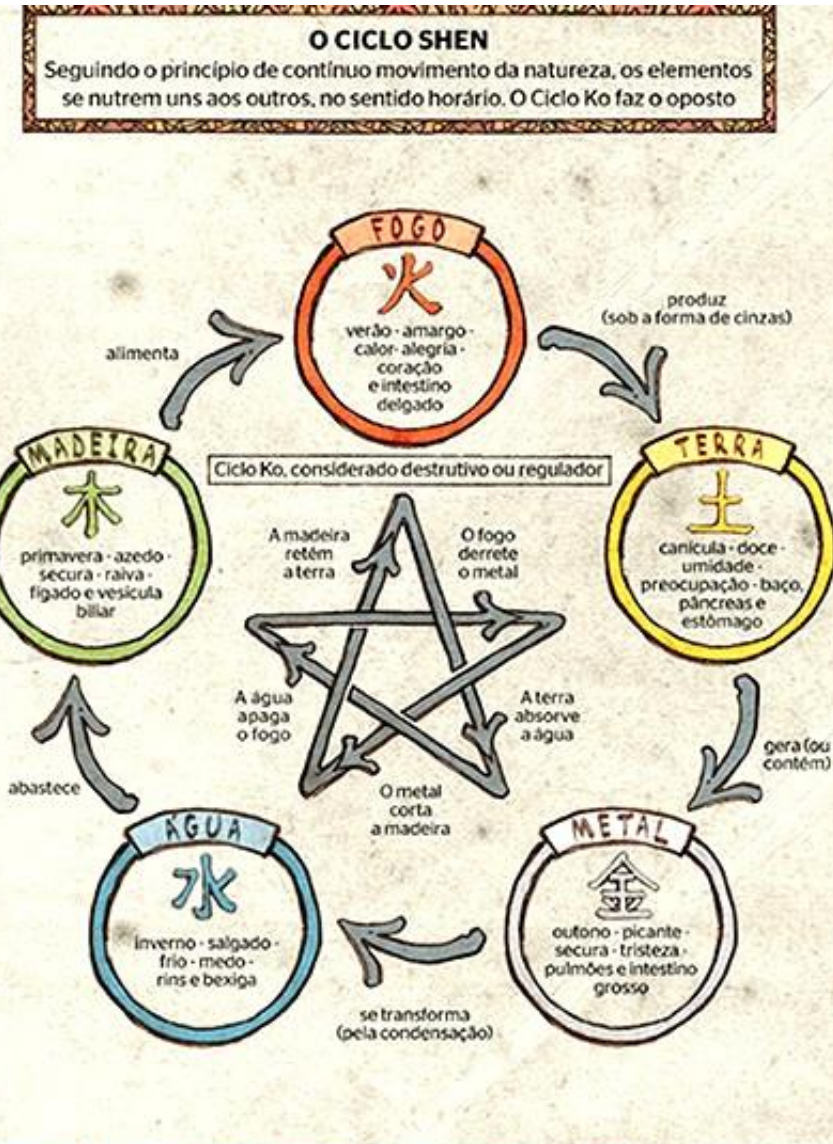 O CICLO SHEN
Seguindo o princípio de contínuo movimento da natureza, os elementos
se nutrem uns aos outros, no sentido horário. O Ciclo Ko faz o oposto
FOGO
火
verão - amargo -
calor- alegria -
coração
e intestino
delgado
alimenta
produz
(sob a forma de cinzas)
MADEIRA
木
primavera - azedo -
secura - raiva -
fígado e vesícula
biliar
Ciclo Ko, considerado destrutivo ou regulador
TERRA
土
canícula - doce -
umidade -
preocupação - baço,
pâncreas e
estômago
A madeira
retém
a terra
O fogo
derrete
o metal
A água
apaga
o fogo
A terra
absorve
a água
O metal
corta
a madeira
abastece
gera (ou
contém)
ÁGUA
水
inverno - salgado -
frio - medo -
rins e bexiga
METAL
金
outono - picante -
secura - tristeza -
pulmões e intestino
grosso
se transforma
(pela condensação)